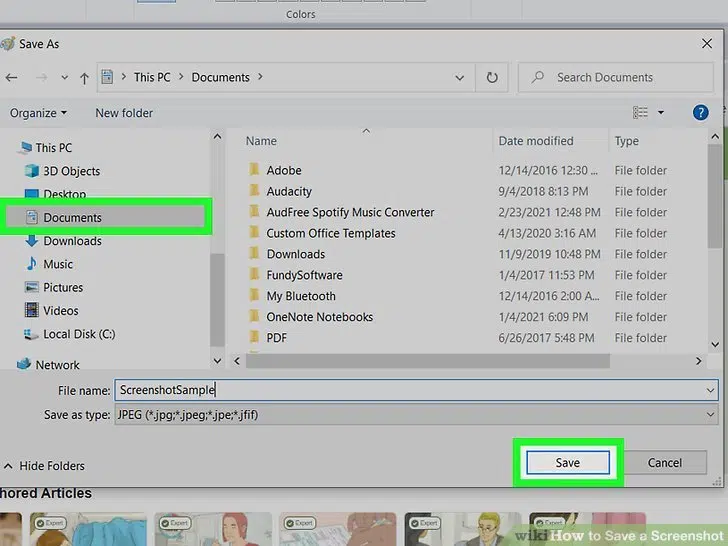 Colors
Save As
This PC > Documents >
Search Documents
Organize
New folder
?
Name
Date modified
Type
This PC
3D Objects
Desktop
Documents
Downloads
Music
Pictures
Videos
Local Disk (C:)
Network
Adobe 12/14/2016 12:30 ... File folder
Audacity 9/4/2018 8:13 PM File folder
AudFree Spotify Music Converter 2/23/2021 12:48 PM File folder
Custom Office Templates 4/13/2020 3:16 AM File folder
Downloads 11/9/2019 10:48 PM File folder
FundySoftware 1/4/2017 11:53 PM File folder
My Bluetooth 12/14/2016 2:00 A... File folder
OneNote Notebooks 1/4/2021 6:09 PM File folder
PDF 6/26/2017 5:48 PM File folder
File name: ScreenshotSample
Save as type: JPEG (*.jpg;*.jpeg;*.jpe;*.jfif)
Hide Folders
Save
Cancel
hored Articles
Expert
Expert
Expert
Expert
Expert
wikiHow to Save a Screenshot